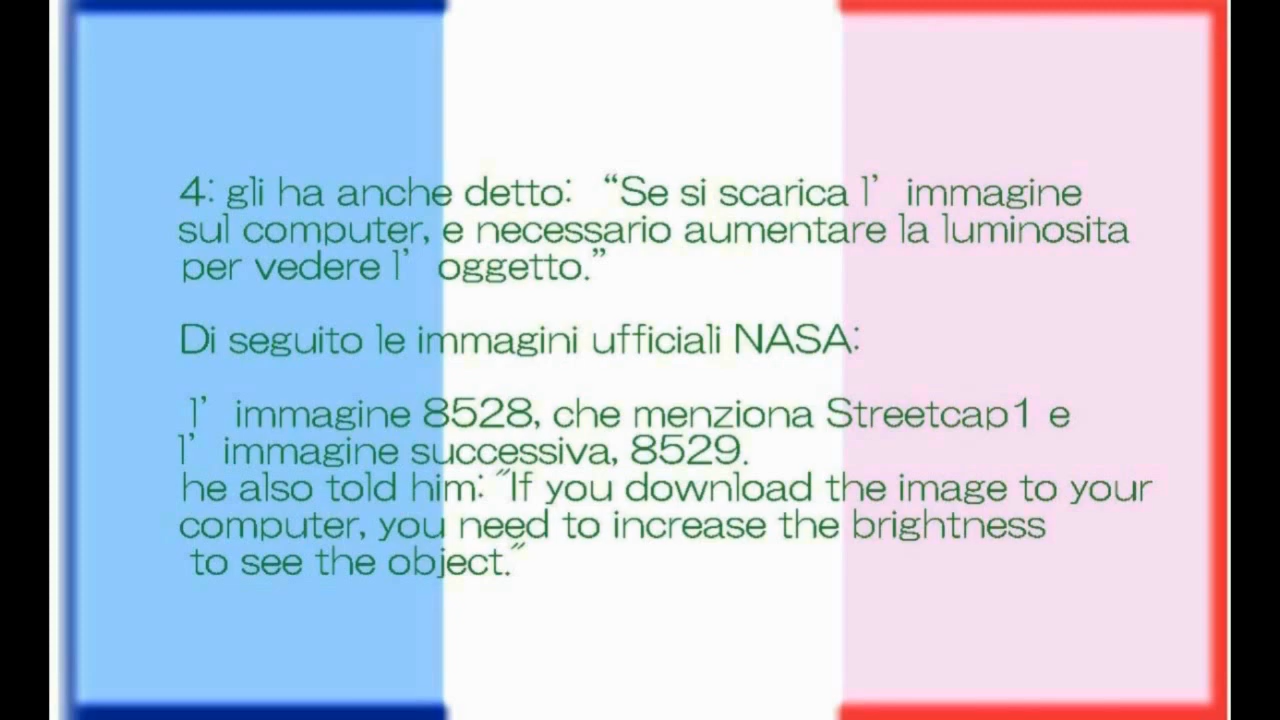 4: gli ha anche detto: “Se si scarica l’ immagine
sul computer, e necessario aumentare la luminosita
per vedere l’ oggetto.”
Di seguito le immagini ufficiali NASA:
l’ immagine 8528, che menziona Streetcap1 e
l’ immagine successiva, 8529.
he also told him: "If you download the image to your
computer, you need to increase the brightness
to see the object."